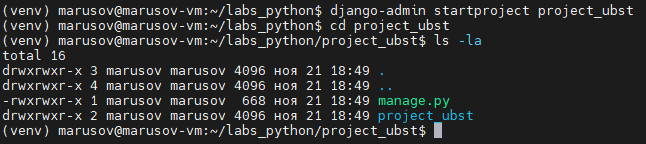 (venv) marusov@marusov-vm:~/labs_python$ django-admin startproject project_ubst
(venv) marusov@marusov-vm:~/labs_python$ cd project_ubst
(venv) marusov@marusov-vm:~/labs_python/project_ubst$ ls -la
total 16
drwxrwxr-x 3 marusov marusov 4096 ноя 21 18:49 .
drwxrwxr-x 4 marusov marusov 4096 ноя 21 18:49 ..
-rwxrwxr-x 1 marusov marusov  668 ноя 21 18:49 manage.py
drwxrwxr-x 2 marusov marusov 4096 ноя 21 18:49 project_ubst
(venv) marusov@marusov-vm:~/labs_python/project_ubst$